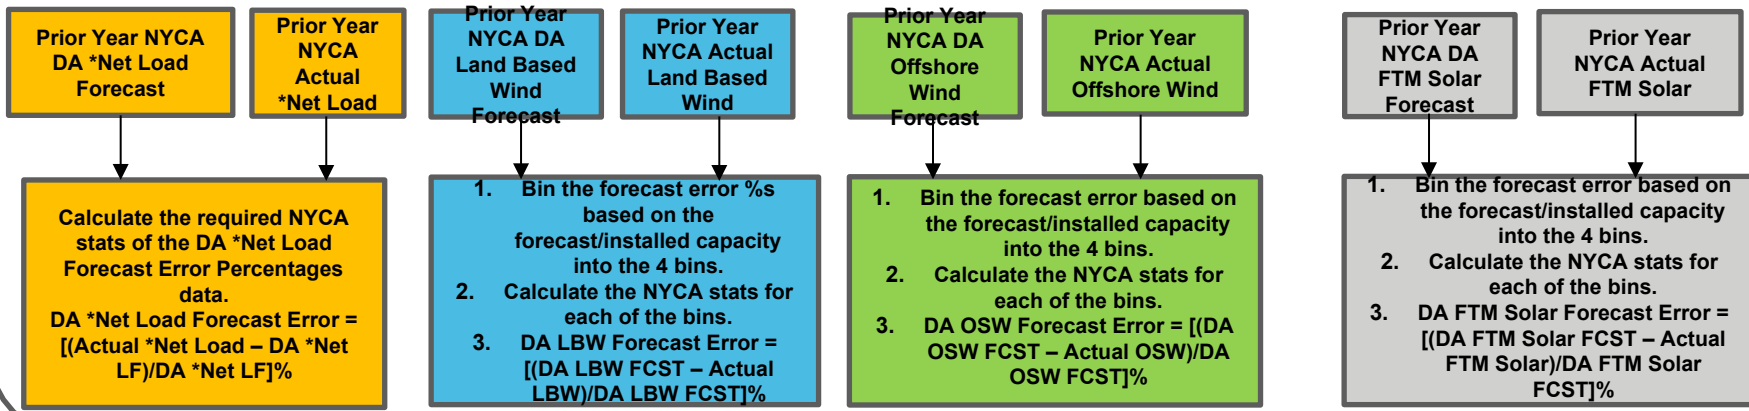 Prior Year NYCA
DA *Net Load
Forecast
Prior Year
NYCA
Actual
*Net Load
Prior Year
NYCA DA
Land Based
Wind
Forecast
Prior Year
NYCA Actual
Land Based
Wind
Prior Year
NYCA DA
Offshore
Wind
Forecast
Prior Year
NYCA Actual
Offshore Wind
Prior Year
NYCA DA
FTM Solar
Forecast
Prior Year
NYCA Actual
FTM Solar
Calculate the required NYCA
stats of the DA *Net Load
Forecast Error Percentages
data.
DA *Net Load Forecast Error =
[(Actual *Net Load – DA *Net
LF)/DA *Net LF]%
1. Bin the forecast error %s
based on the
forecast/installed capacity
into the 4 bins.
2. Calculate the NYCA stats for
each of the bins.
3. DA LBW Forecast Error =
[(DA LBW FCST – Actual
LBW)/DA LBW FCST]%
1. Bin the forecast error based on
the forecast/installed capacity
into the 4 bins.
2. Calculate the NYCA stats for
each of the bins.
3. DA OSW Forecast Error = [(DA
OSW FCST – Actual OSW)/DA
OSW FCST]%
1. Bin the forecast error based on
the forecast/installed capacity
into the 4 bins.
2. Calculate the NYCA stats for
each of the bins.
3. DA FTM Solar Forecast Error =
[(DA FTM Solar FCST – Actual
FTM Solar)/DA FTM Solar
FCST]%